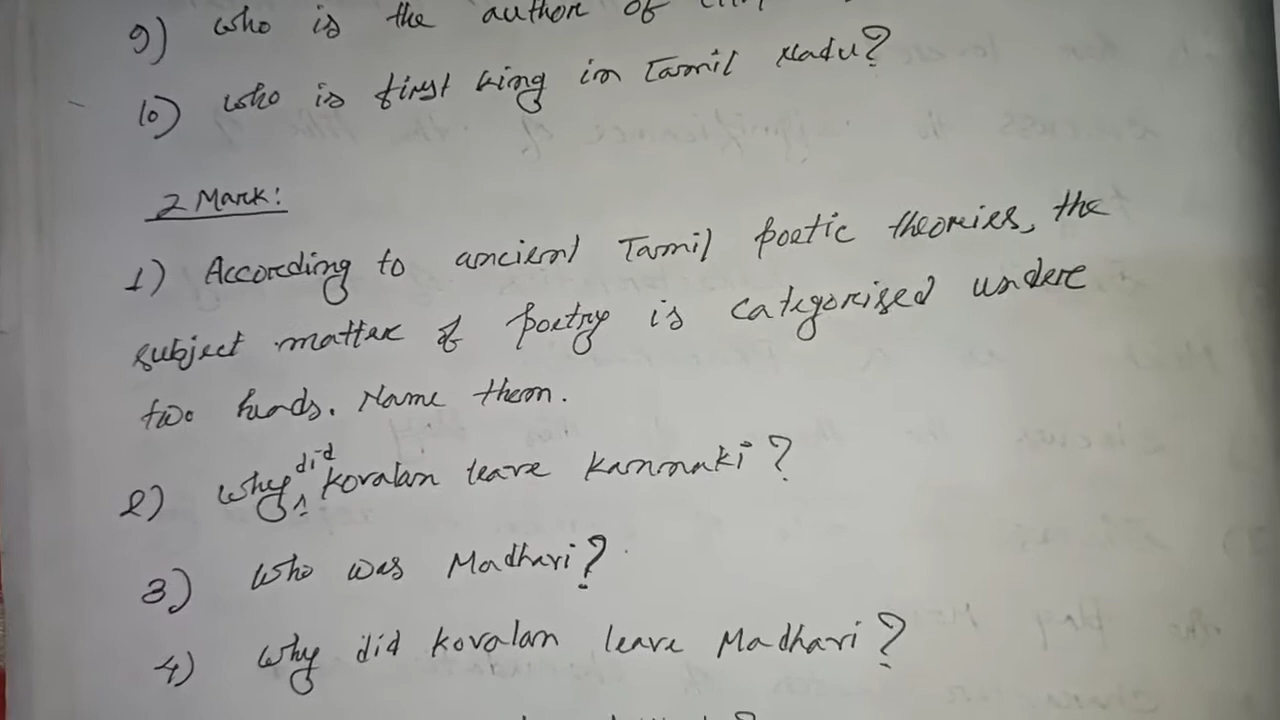 9) who is the author of
10) who is first king in Tamil Nadu?
2 Mark:
1) According to ancient Tamil poetic theories, the
subject matter of poetry is categorised under
two heads. Name them.
2) Why did kovalan leave kannaki?
3) Who was Madhavi?
4) Why did kovalan leave Madhavi?